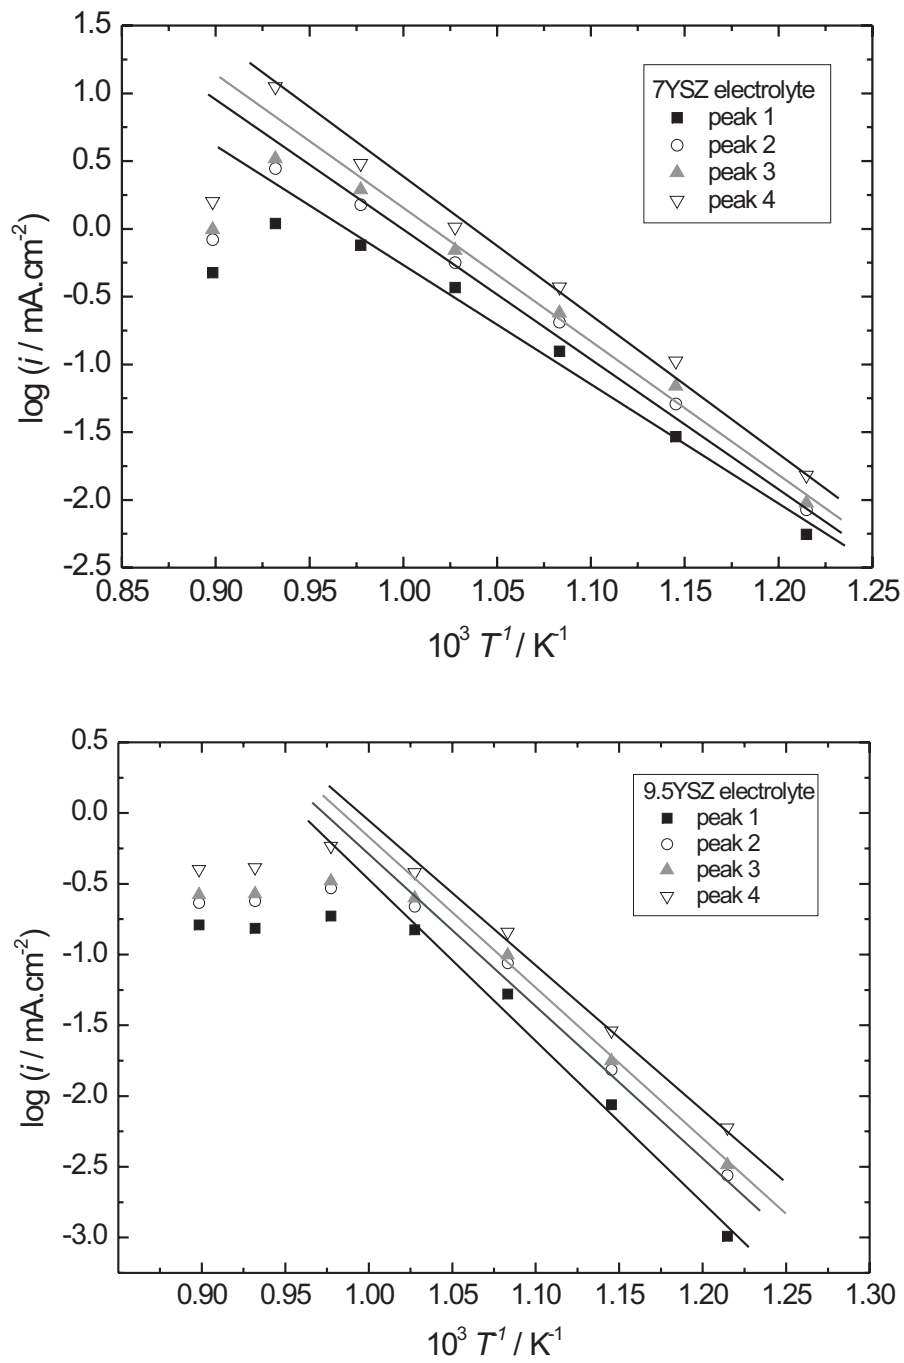 1.5
1.0
0.5
0.0
-0.5
-1.0
-1.5
-2.0
-2.5
log (i / mA.cm-2)
7YSZ electrolyte
peak 1
peak 2
peak 3
peak 4
0.85 0.90 0.95 1.00 1.05 1.10 1.15 1.20 1.25
10³ T⁻¹ / K⁻¹
0.5
0.0
-0.5
-1.0
-1.5
-2.0
-2.5
-3.0
log (i / mA.cm-2)
9.5YSZ electrolyte
peak 1
peak 2
peak 3
peak 4
0.90 0.95 1.00 1.05 1.10 1.15 1.20 1.25 1.30
10³ T⁻¹ / K⁻¹